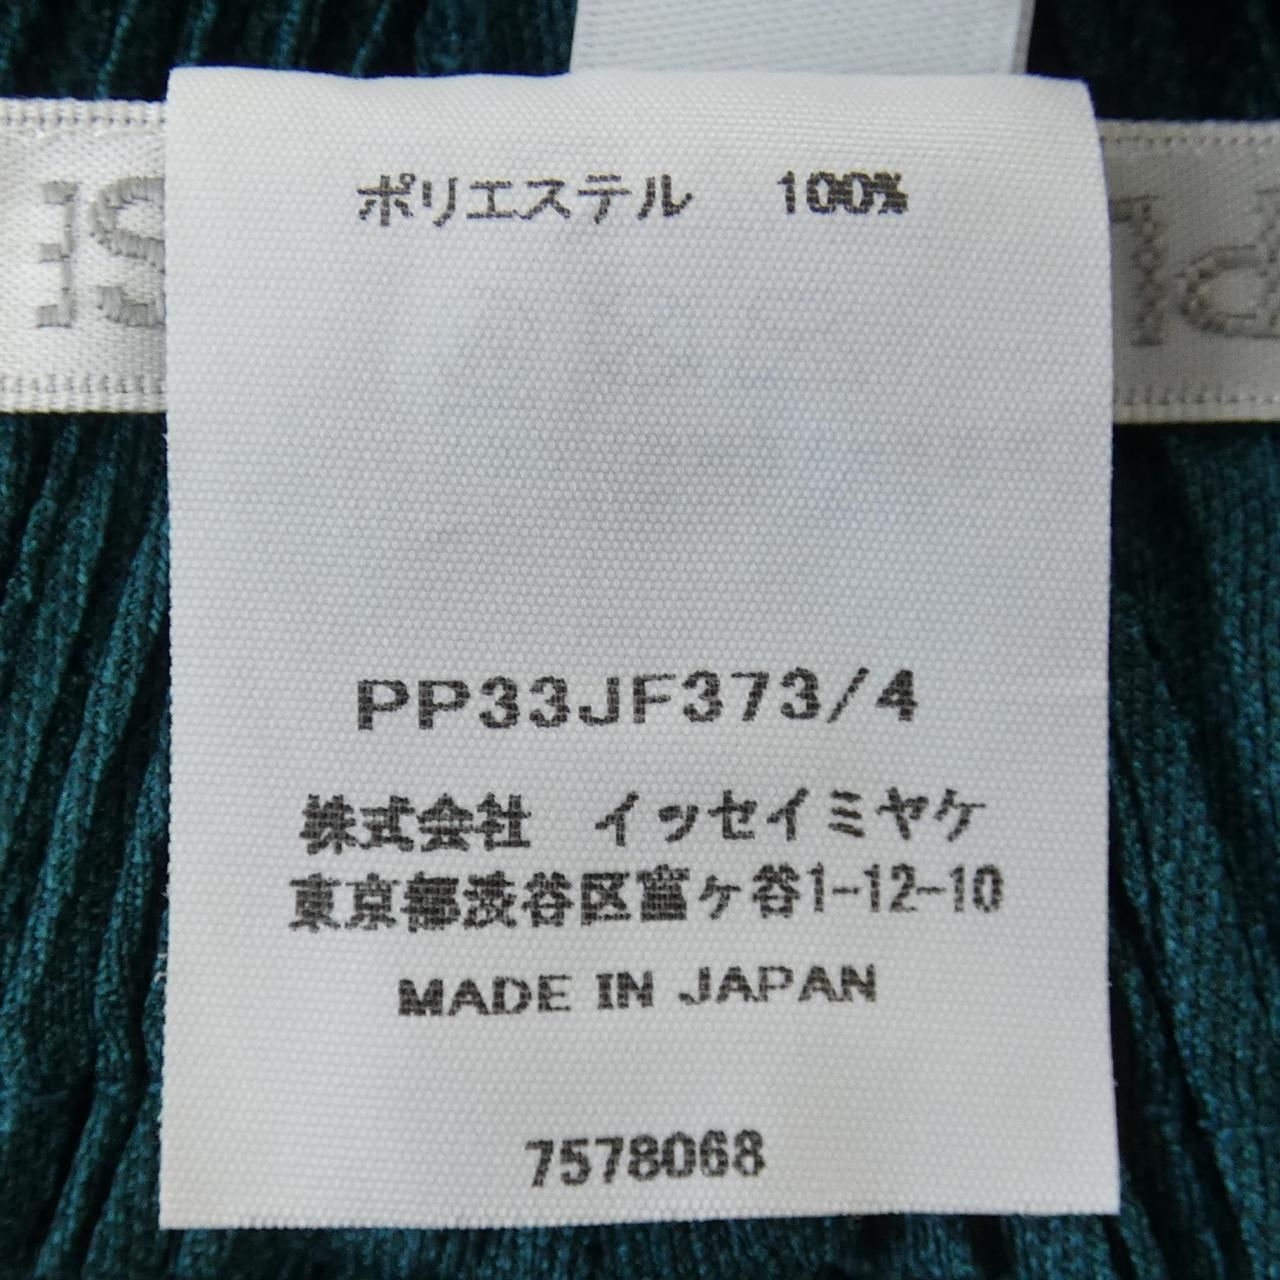 ポリエステル 100%
PP33JF373/4
株式会社 イッセイミヤケ
東京都渋谷区富ヶ谷1-12-10
MADE IN JAPAN
7578068